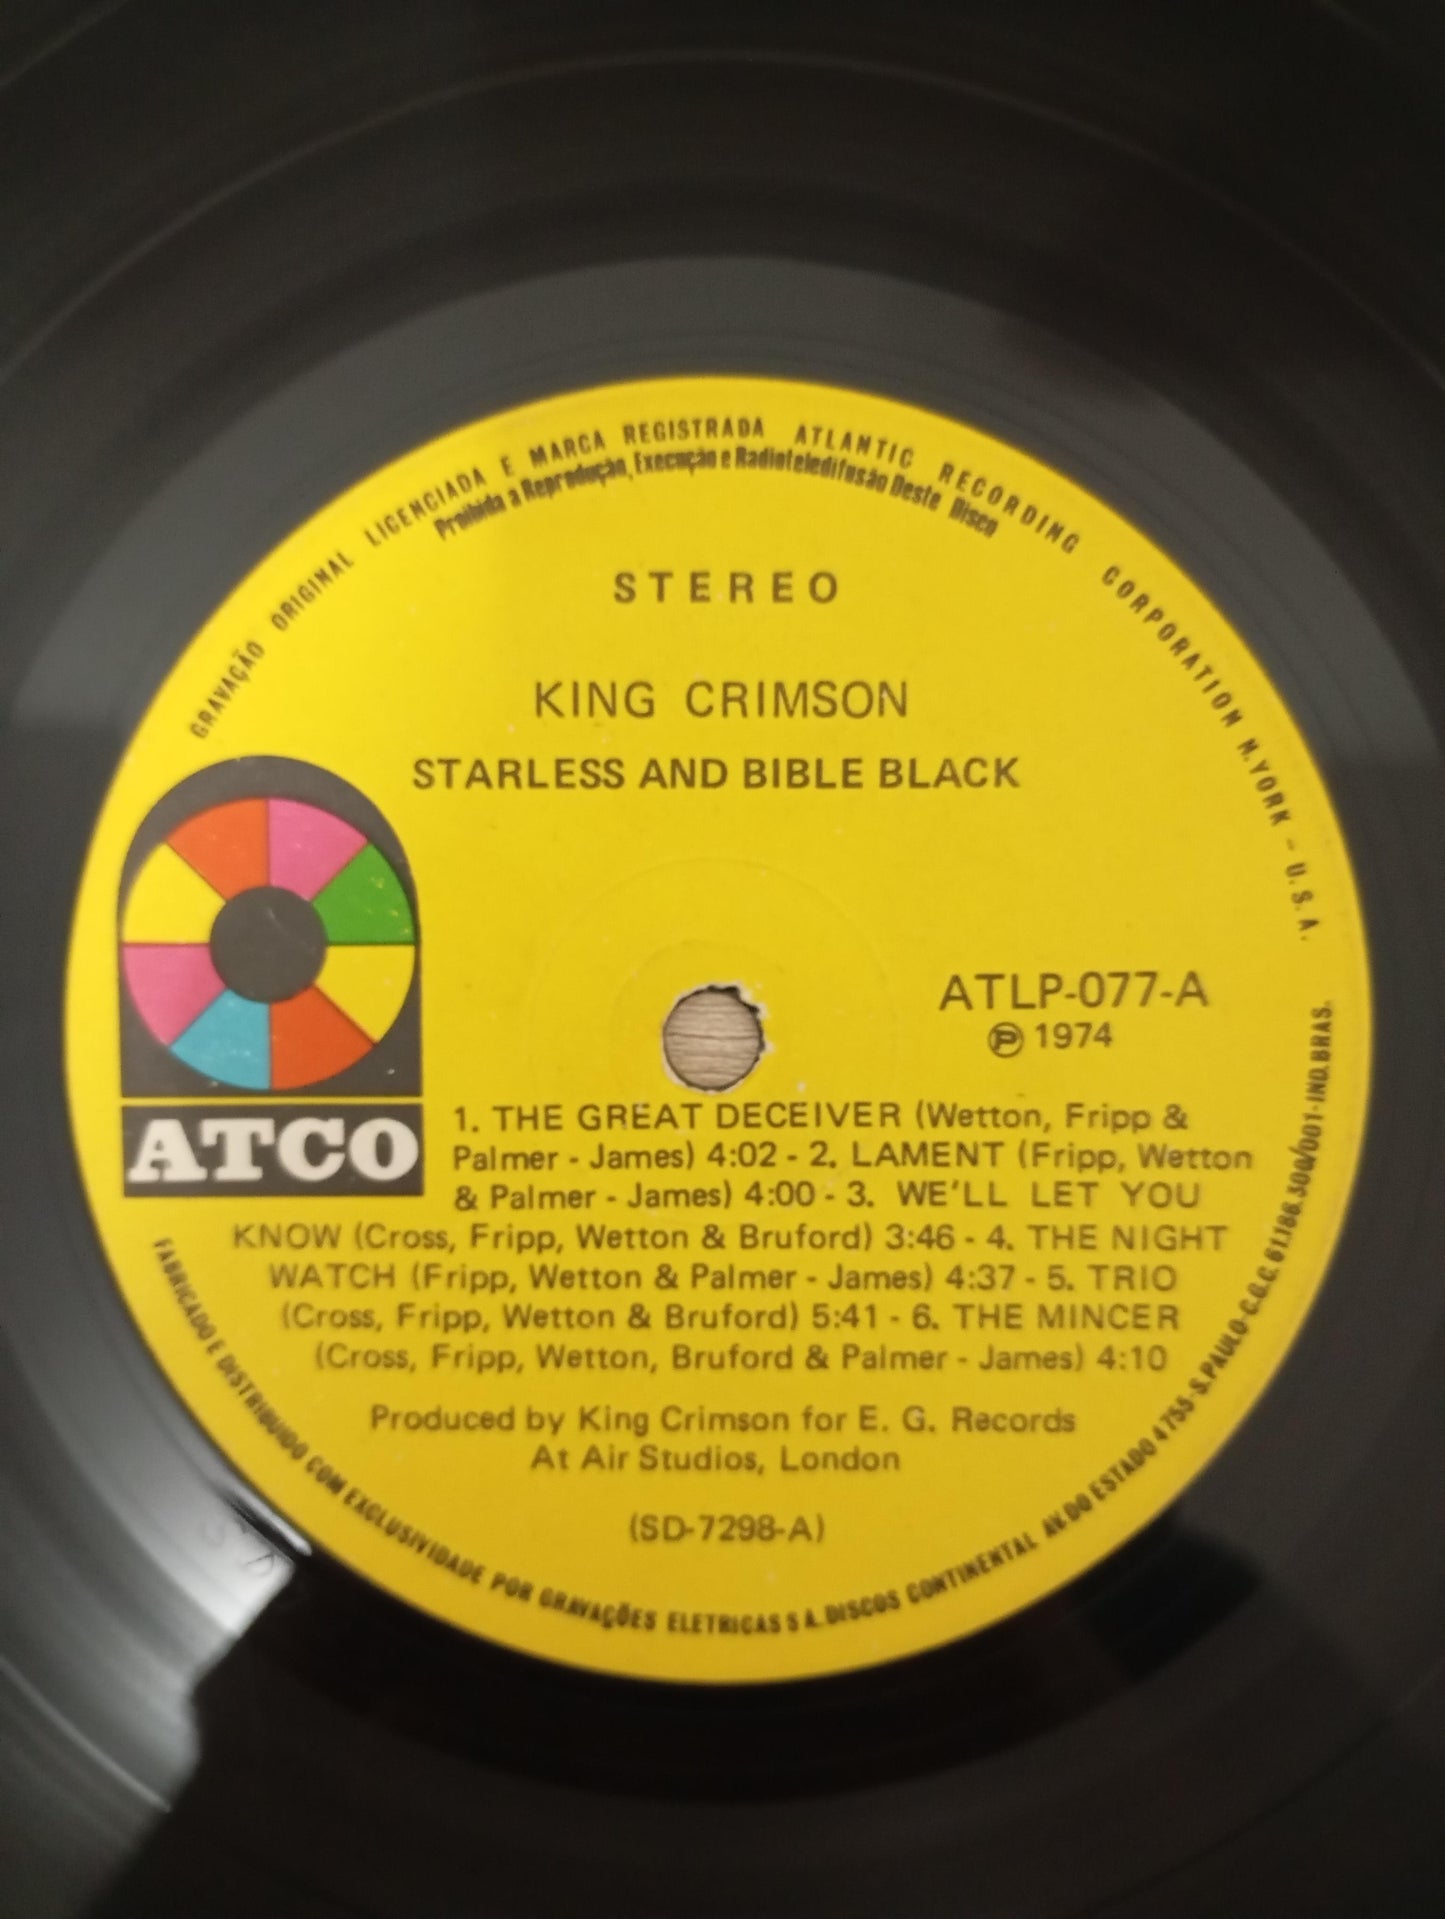 GRAVAÇÃO ORIGINAL LICENCIADA E MARCA REGISTRADA ATLANTIC RECORDING CORPORATION N.YORK - U.S.A.
Proibida a Reprodução, Execução e Radioteledifusão Deste Disco
STEREO
KING CRIMSON
STARLESS AND BIBLE BLACK
ATLP-077-A
Ⓟ 1974
ATCO
1. THE GREAT DECEIVER (Wetton, Fripp &
Palmer - James) 4:02 - 2. LAMENT (Fripp, Wetton
& Palmer - James) 4:00 - 3. WE'LL LET YOU
KNOW (Cross, Fripp, Wetton & Bruford) 3:46 - 4. THE NIGHT
WATCH (Fripp, Wetton & Palmer - James) 4:37 - 5. TRIO
(Cross, Fripp, Wetton & Bruford) 5:41 - 6. THE MINCER
(Cross, Fripp, Wetton, Bruford & Palmer - James) 4:10
Produced by King Crimson for E. G. Records
At Air Studios, London
(SD-7298-A)
FABRICADO E DISTRIBUIDO COM EXCLUSIVIDADE POR GRAVAÇÕES ELETRICAS S A. DISCOS CONTINENTAL AV. DO ESTADO 4755-S.PAULO-C.G.C. 61.186.300/001-IND.BRAS.